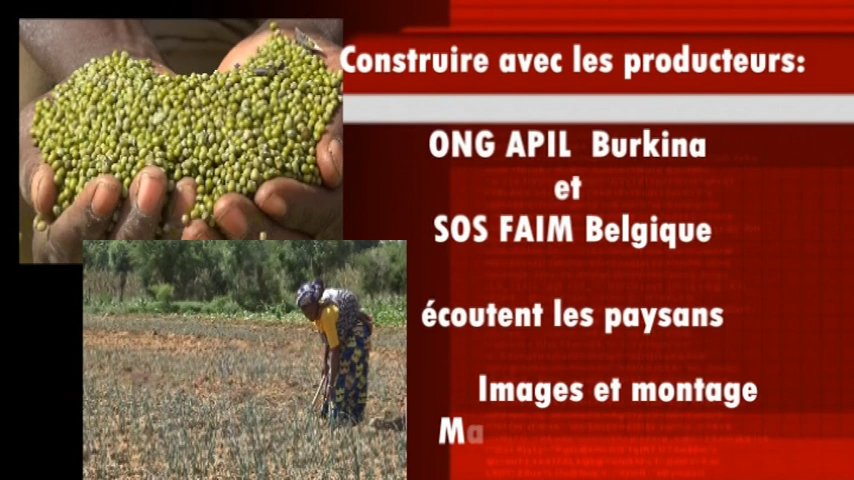 Construire avec les producteurs:
ONG APIL Burkina
et
SOS FAIM Belgique
écoutent les paysans
Images et montage
Ma